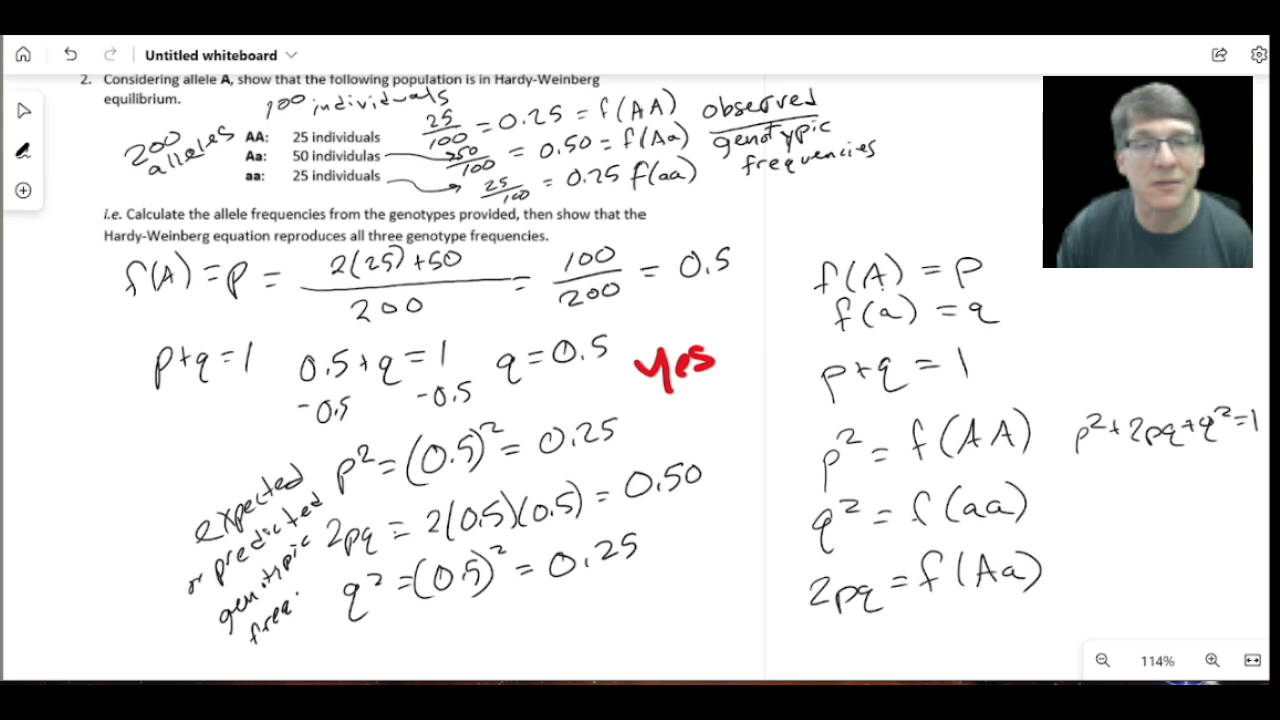 Untitled whiteboard
2. Considering allele A, show that the following population is in Hardy-Weinberg
equilibrium.
100 individuals
200 alleles
AA: 25 individuals
Aa: 50 individulas
aa: 25 individuals
25/100 = 0.25 = f(AA)
50/100 = 0.50 = f(Aa)
25/100 = 0.25 f(aa)
observed
genotypic
frequencies
i.e. Calculate the allele frequencies from the genotypes provided, then show that the
Hardy-Weinberg equation reproduces all three genotype frequencies.
f(A) = p = 2(25)+50 / 200 = 100/200 = 0.5
p+q=1 0.5+q=1 q=0.5 yes
-0.5 -0.5
expected
or predicted
genotypic
freq.
p²=(0.5)²=0.25
2pq = 2(0.5)(0.5) = 0.50
q²=(0.5)²=0.25
f(A) = p
f(a) = q
p+q = 1
p² = f(AA) p²+2pq+q²=1
q² = f(aa)
2pq = f(Aa)
114%